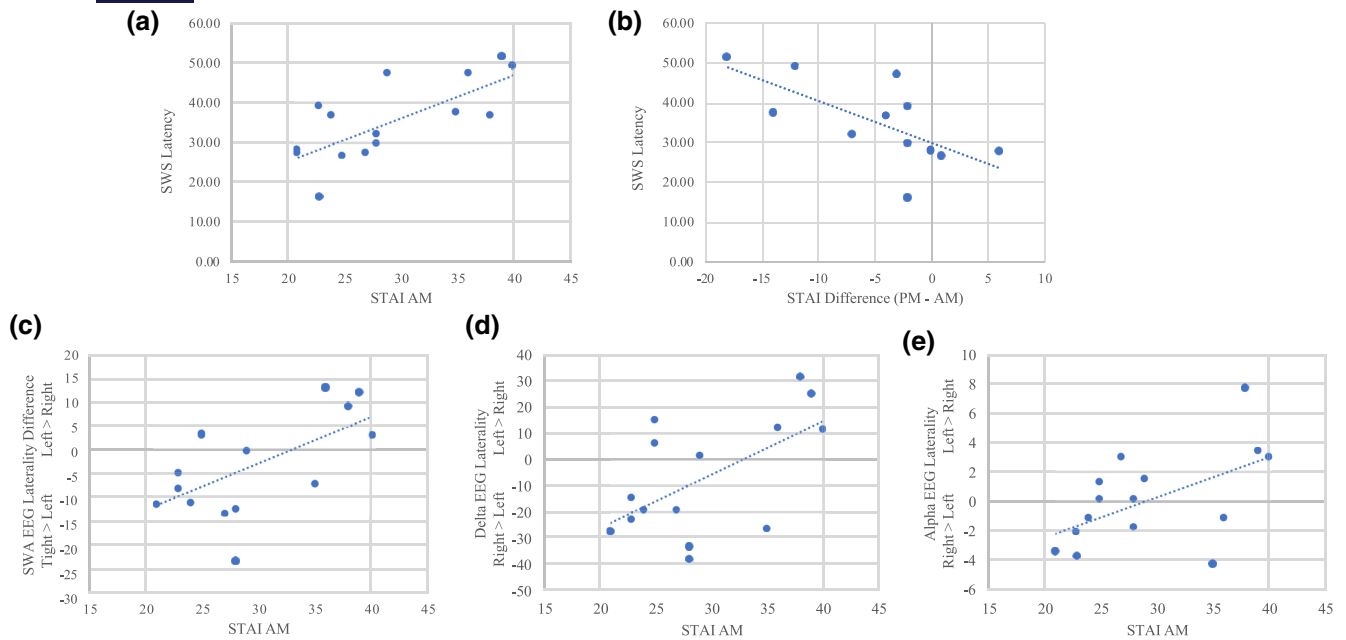 (a)
60.00
50.00
40.00
30.00
20.00
10.00
0.00
SWS Latency
15 20 25 30 35 40 45
STAI AM
(b)
60.00
50.00
40.00
30.00
20.00
10.00
0.00
SWS Latency
-20 -15 -10 -5 0 5 10
STAI Difference (PM - AM)
(c)
20
15
10
5
0
-5
-10
-15
-20
-25
-30
SWA EEG Laterality Difference
Tight > Left Left > Right
15 20 25 30 35 40 45
STAI AM
(d)
40
30
20
10
0
-10
-20
-30
-40
-50
Delta EEG Laterality
Right > Left Left > Right
15 20 25 30 35 40 45
STAI AM
(e)
10
8
6
4
2
0
-2
-4
-6
Alpha EEG Laterality
Right > Left Left > Right
15 20 25 30 35 40 45
STAI AM